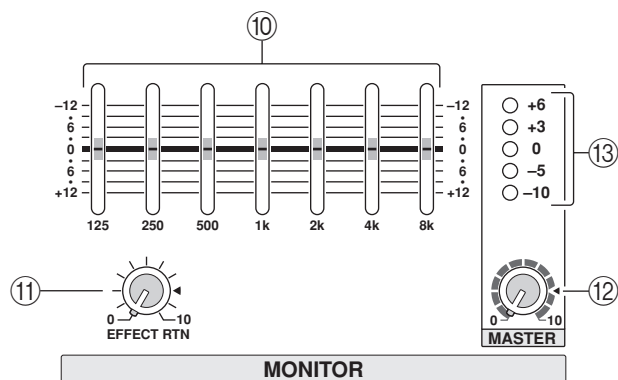 ⑩
–12 –12 +6
6 6 +3
0 0 0 ⑬
6 6 –5
+12 +12 –10
125 250 500 1k 2k 4k 8k
⑪ ⑫
0 10 0 10
EFFECT RTN MASTER
MONITOR